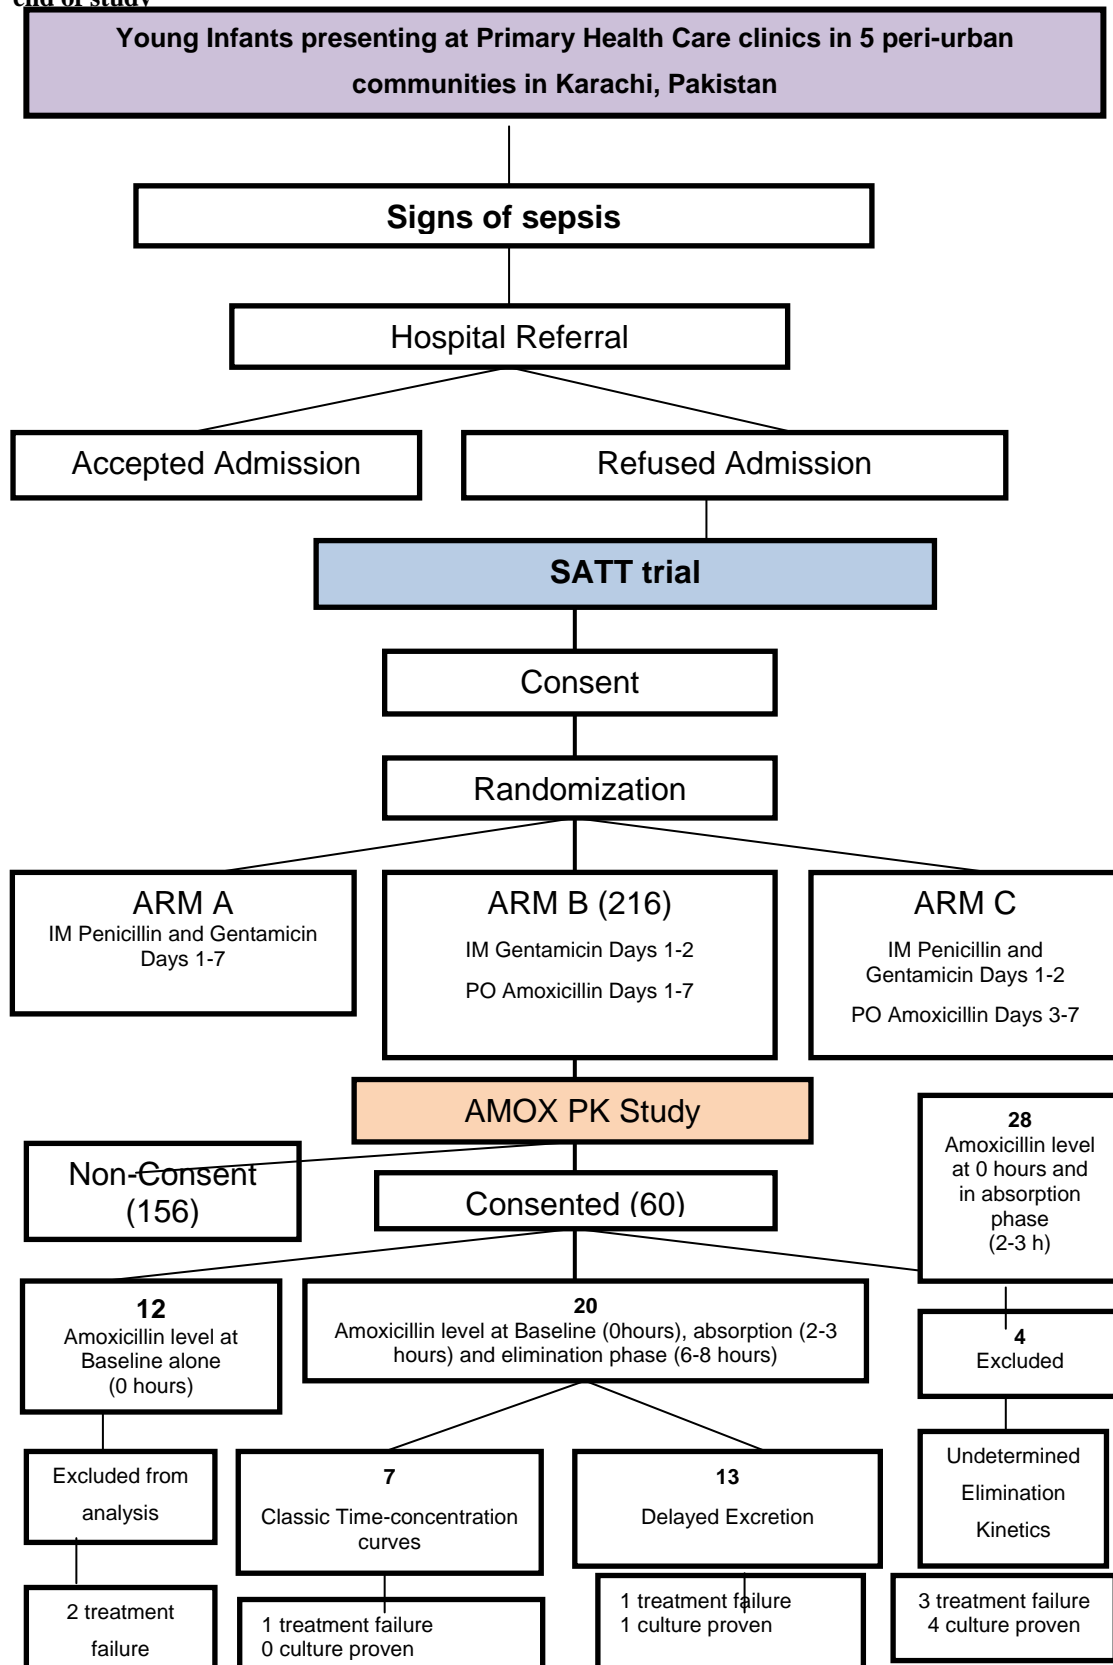 end of study
Young Infants presenting at Primary Health Care clinics in 5 peri-urban
communities in Karachi, Pakistan
Signs of sepsis
Hospital Referral
Accepted Admission
Refused Admission
SATT trial
Consent
Randomization
ARM A
IM Penicillin and Gentamicin
Days 1-7
ARM B (216)
IM Gentamicin Days 1-2
PO Amoxicillin Days 1-7
ARM C
IM Penicillin and
Gentamicin Days 1-2
PO Amoxicillin Days 3-7
AMOX PK Study
Non-Consent
(156)
Consented (60)
28
Amoxicillin level
at 0 hours and
in absorption
phase
(2-3 h)
12
Amoxicillin level at
Baseline alone
(0 hours)
20
Amoxicillin level at Baseline (0hours), absorption (2-3
hours) and elimination phase (6-8 hours)
4
Excluded
Excluded from
analysis
7
Classic Time-concentration
curves
13
Delayed Excretion
Undetermined
Elimination
Kinetics
2 treatment
failure
1 treatment failure
0 culture proven
1 treatment failure
1 culture proven
3 treatment failure
4 culture proven